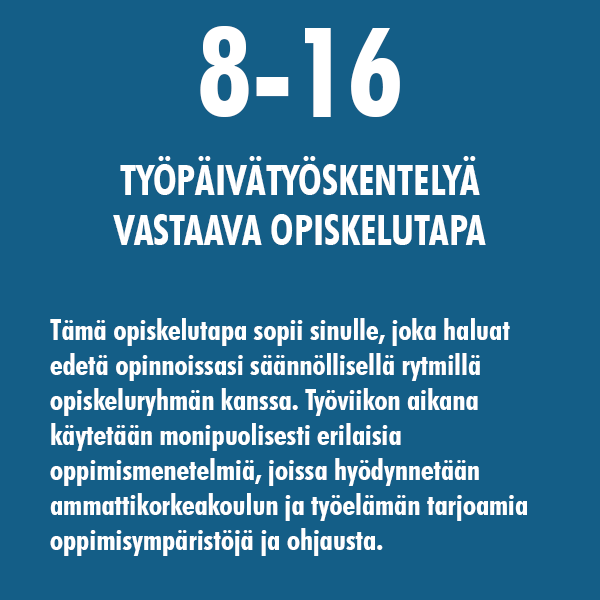 8-16
TYÖPÄIVÄTYÖSKENTELYÄ
VASTAAVA OPISKELUTAPA
Tämä opiskelutapa sopii sinulle, joka haluat
edetä opinnoissasi säännöllisellä rytmillä
opiskeluryhmän kanssa. Työviikon aikana
käytetään monipuolisesti erilaisia
oppimismenetelmiä, joissa hyödynnetään
ammattikorkeakoulun ja työelämän tarjoamia
oppimisympäristöjä ja ohjausta.